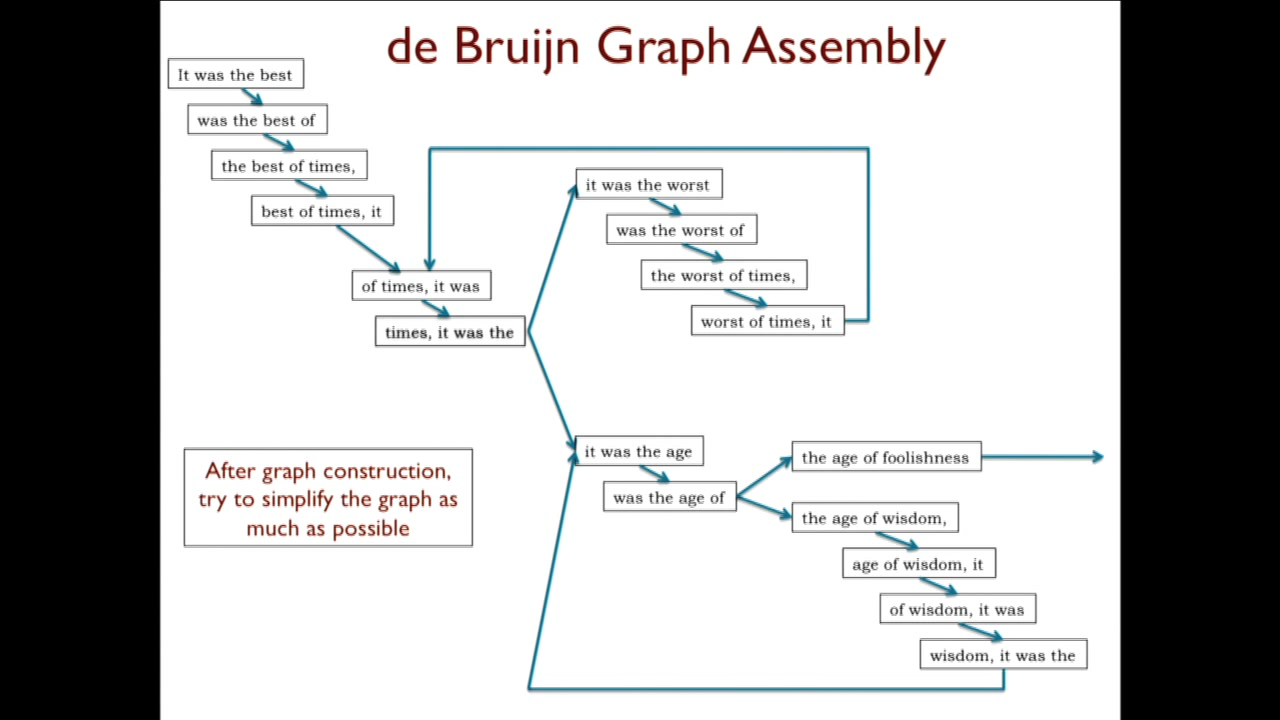 de Bruijn Graph Assembly
It was the best
was the best of
the best of times,
best of times, it
of times, it was
times, it was the
it was the worst
was the worst of
the worst of times,
worst of times, it
it was the age
was the age of
the age of foolishness
the age of wisdom,
age of wisdom, it
of wisdom, it was
wisdom, it was the
After graph construction,
try to simplify the graph as
much as possible